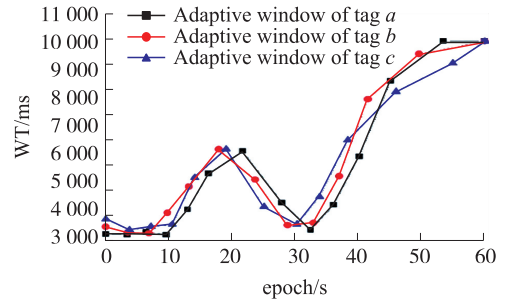 11 000
10 000
9 000
8 000
7 000
6 000
5 000
4 000
3 000
WT/ms
Adaptive window of tag a
Adaptive window of tag b
Adaptive window of tag c
0 10 20 30 40 50 60
epoch/s